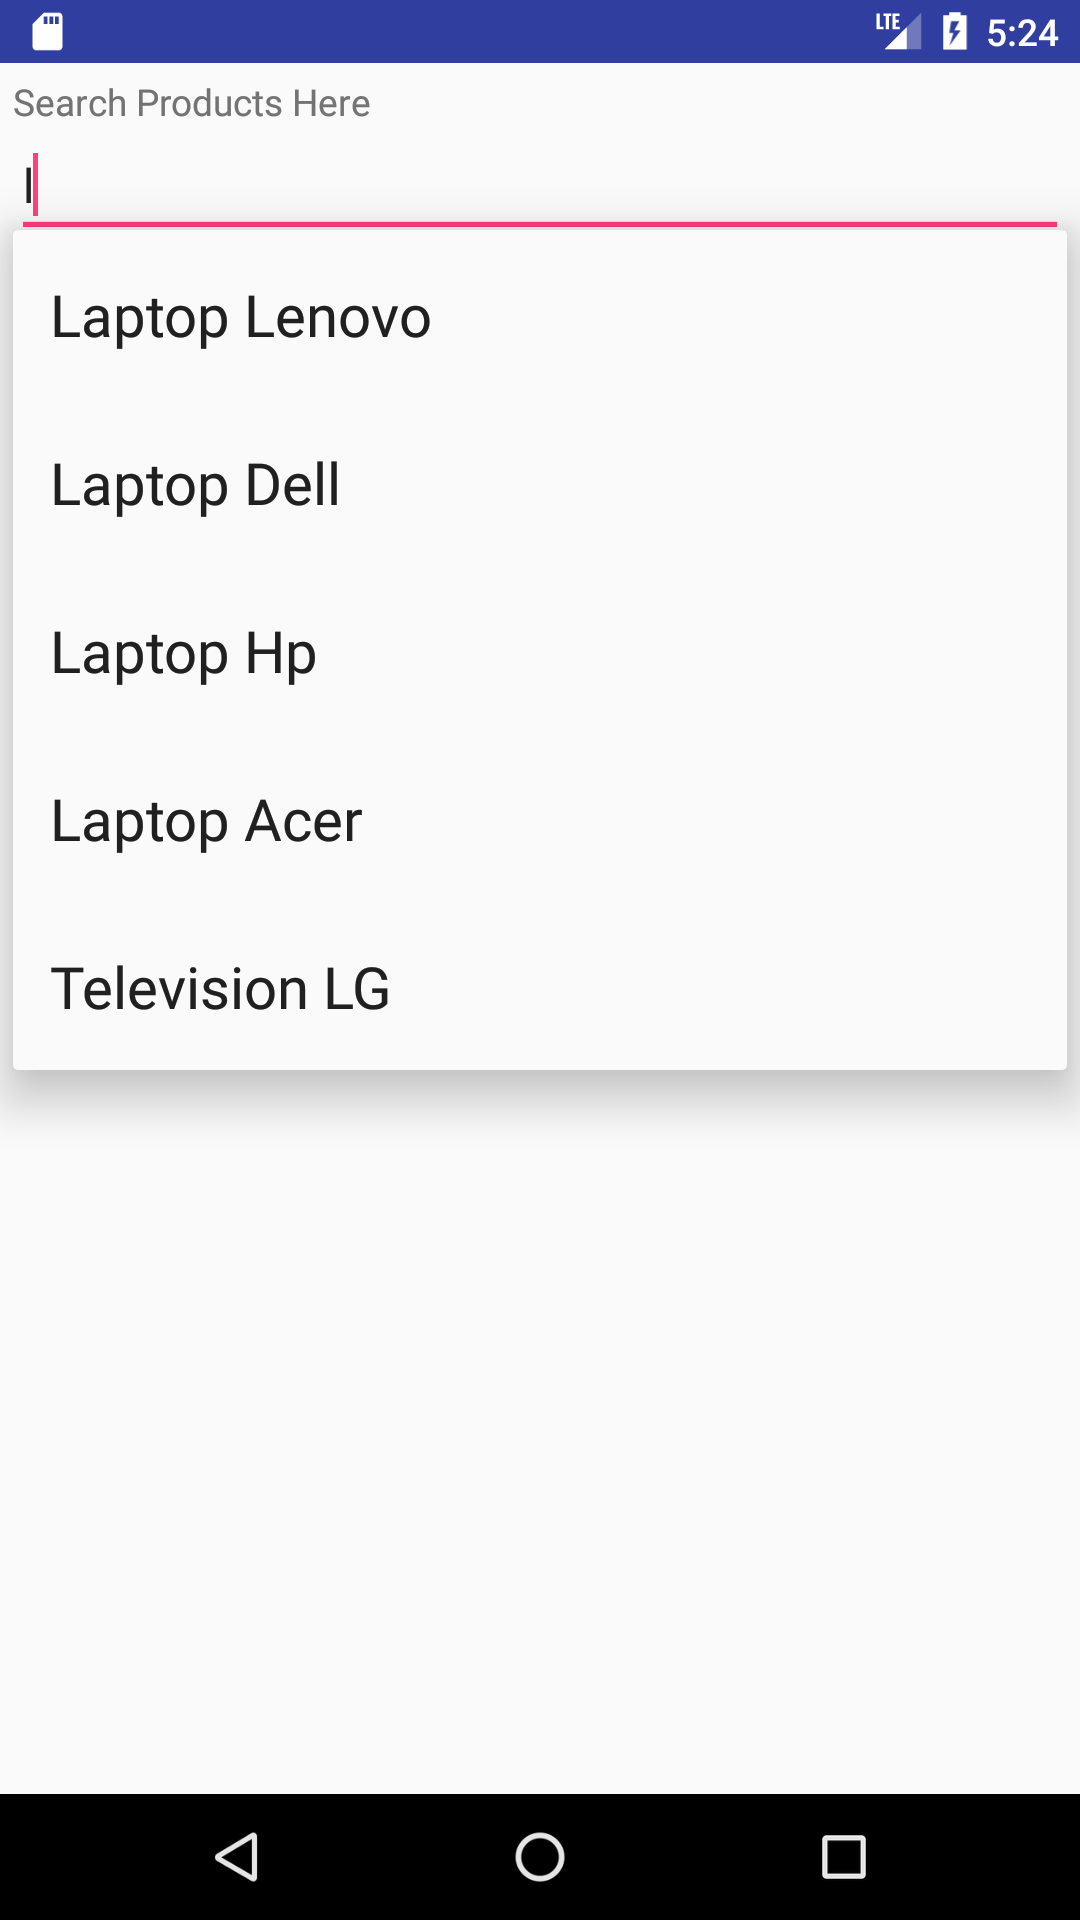 LTE 5:24
Search Products Here
l
Laptop Lenovo
Laptop Dell
Laptop Hp
Laptop Acer
Television LG